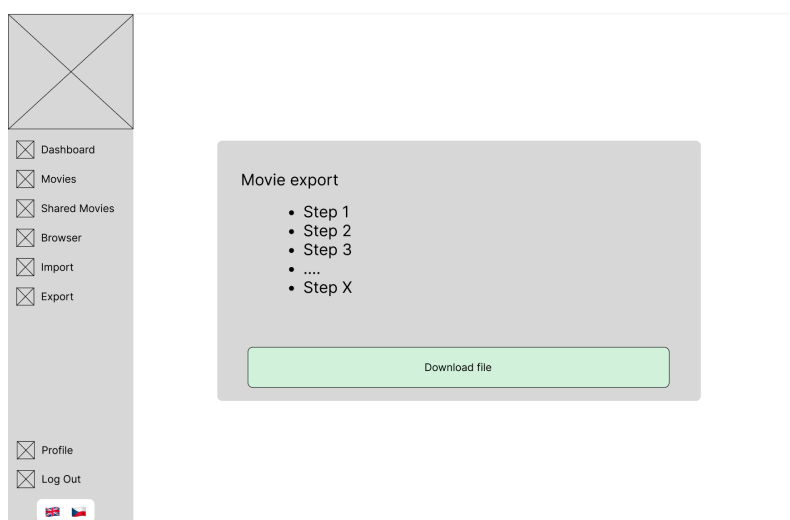 Dashboard
Movies
Shared Movies
Browser
Import
Export
Profile
Log Out
Movie export
• Step 1
• Step 2
• Step 3
• ....
• Step X
Download file